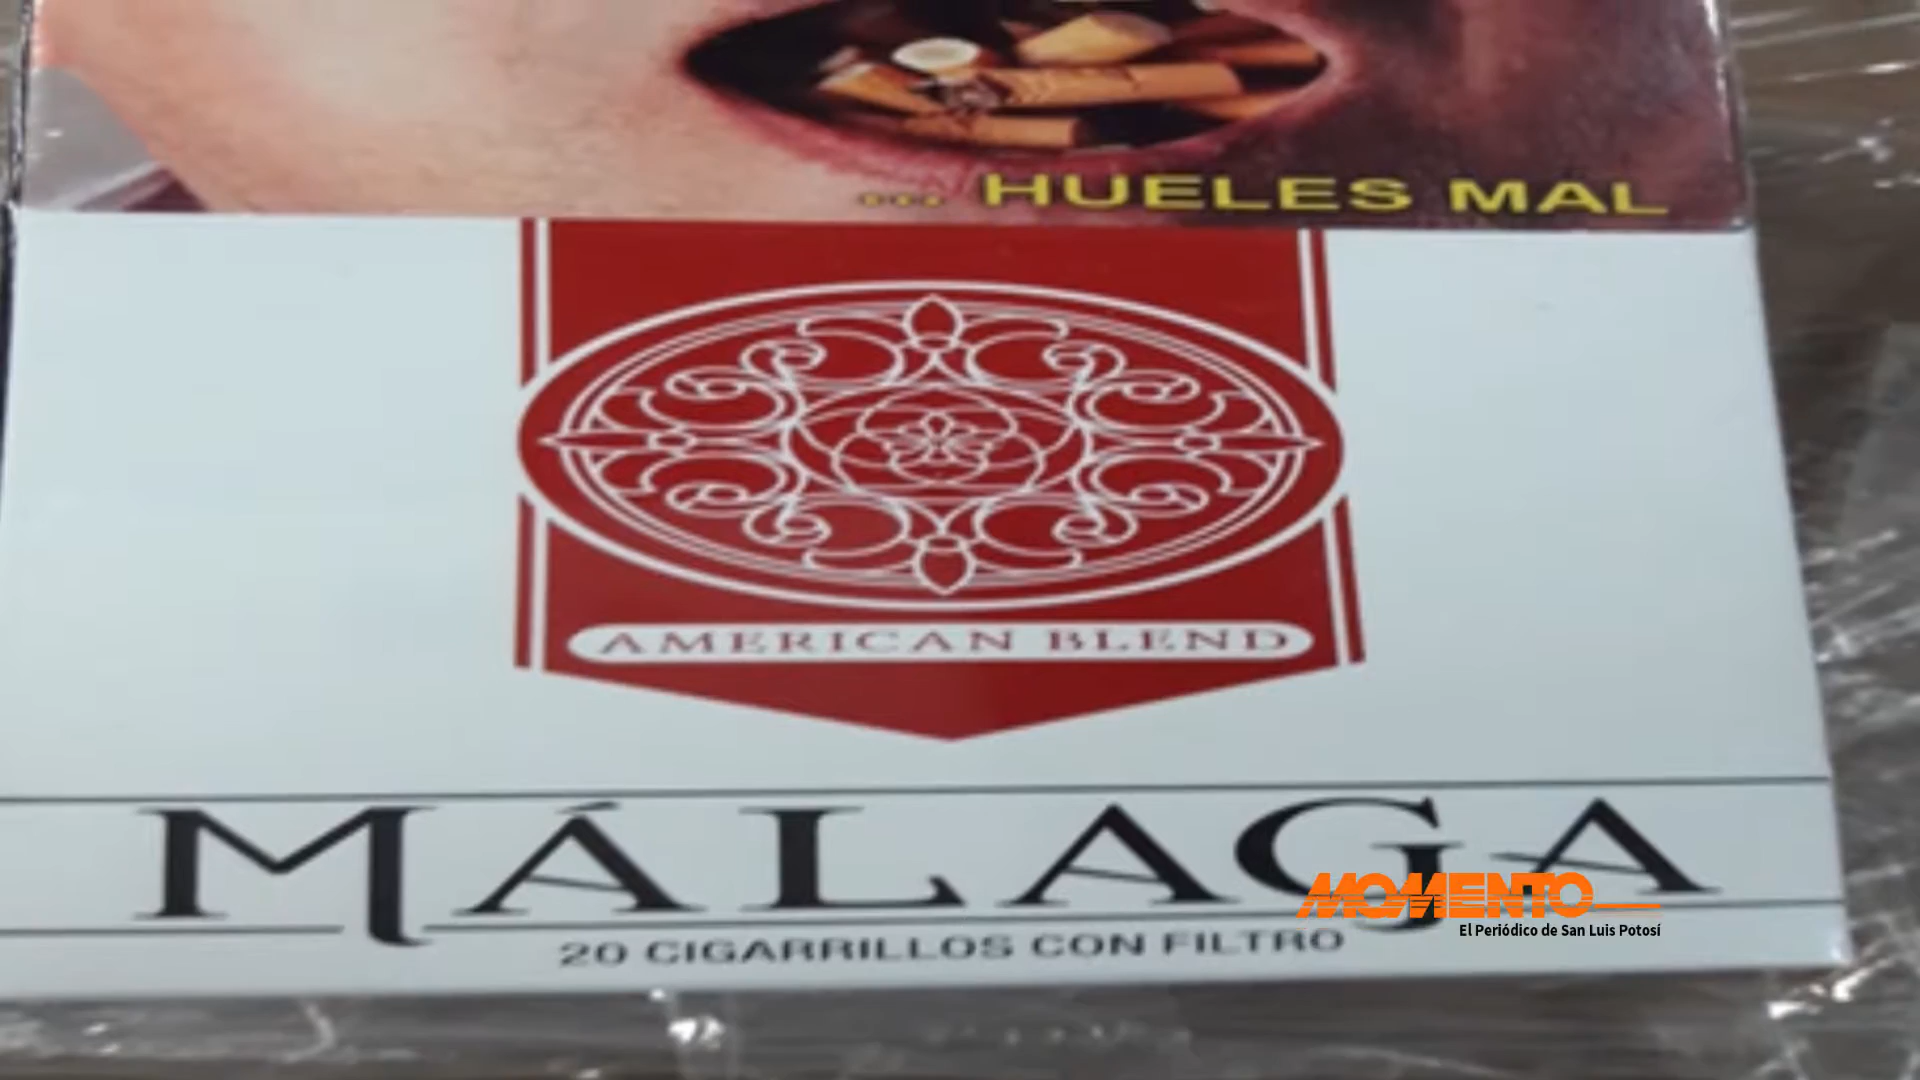 ... HUELES MAL
AMERICAN BLEND
MÁLAGA
20 CIGARRILLOS CON FILTRO
MOMENTO
El Periódico de San Luis Potosí